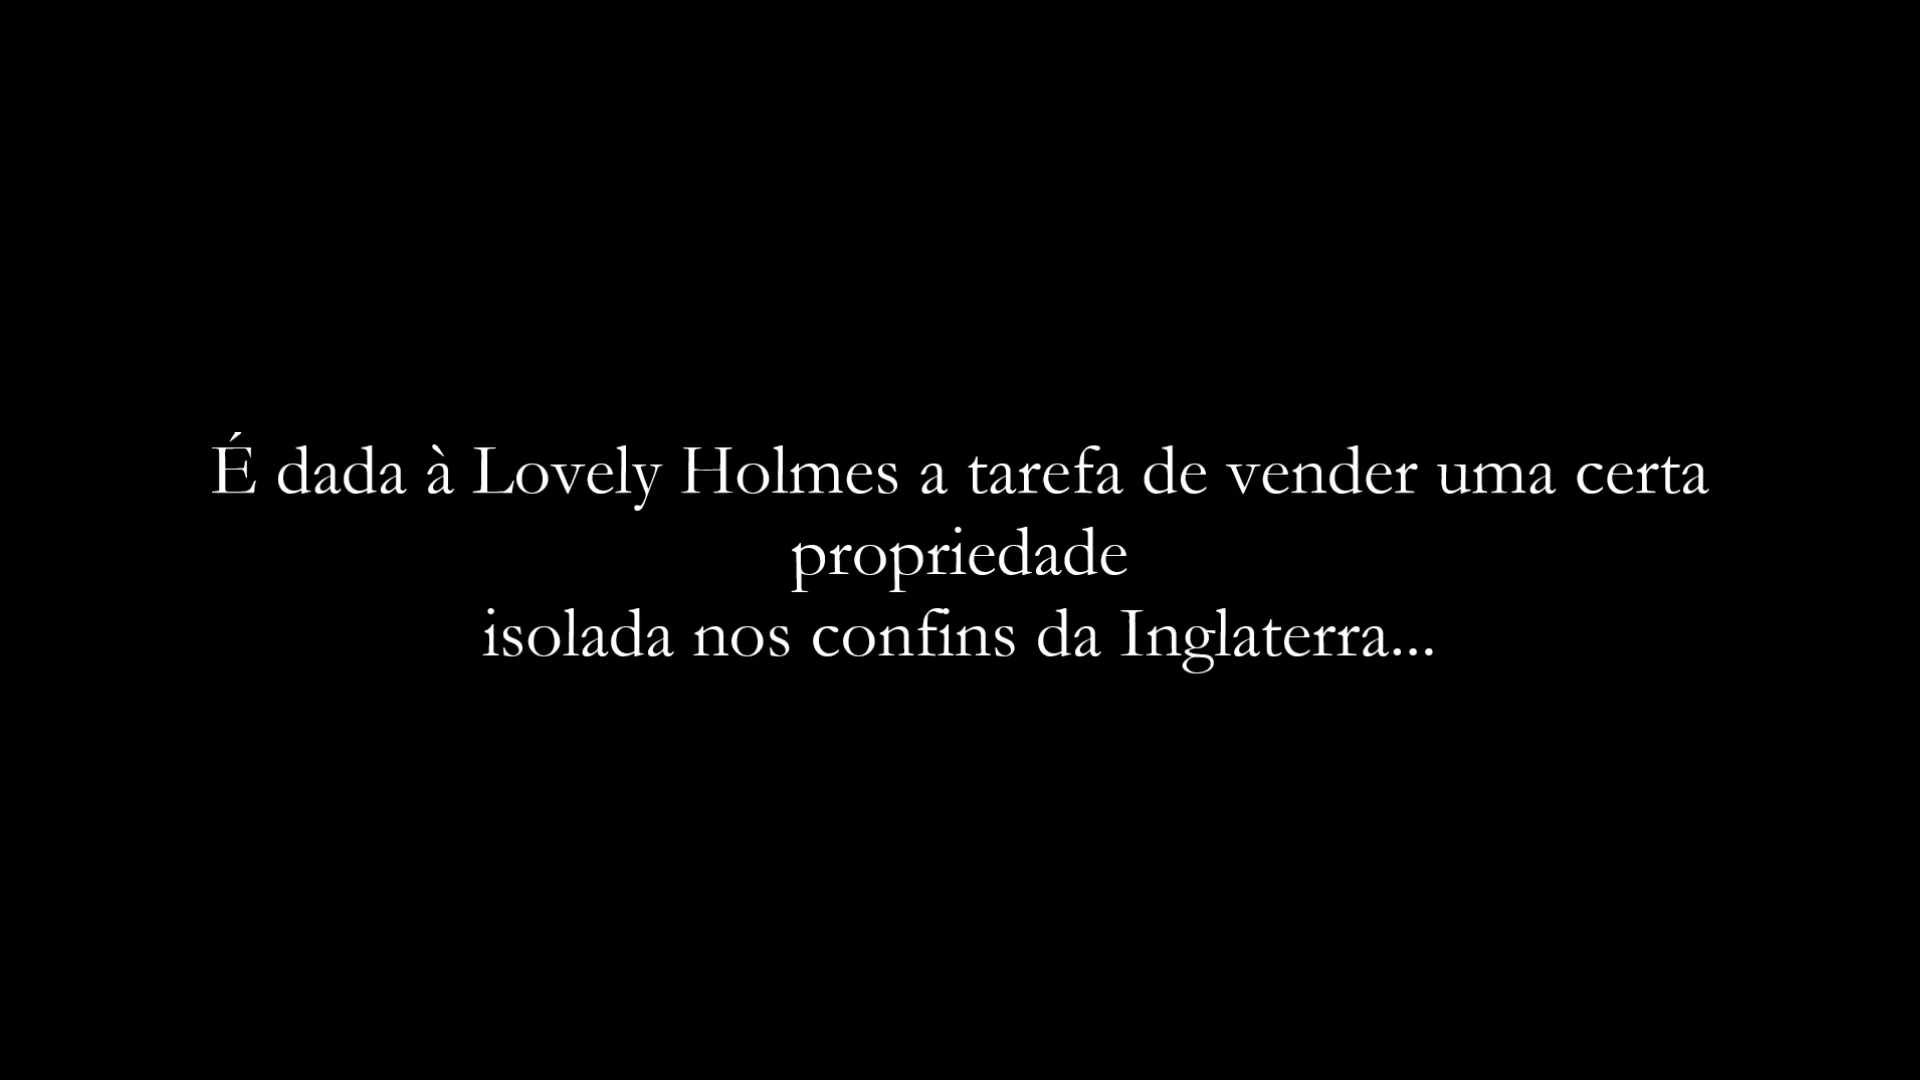 É dada à Lovely Holmes a tarefa de vender uma certa
propriedade
isolada nos confins da Inglaterra...